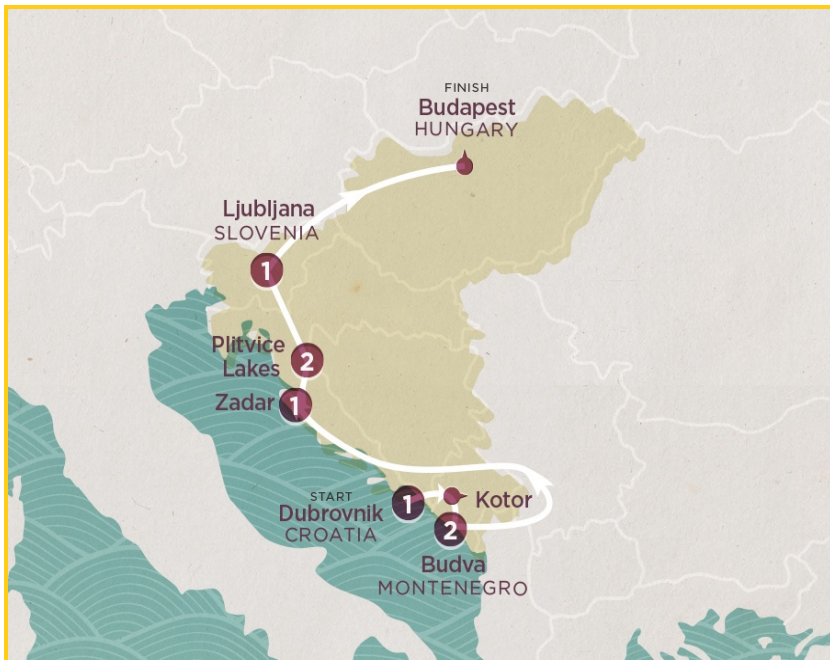 FINISH
Budapest
HUNGARY
Ljubljana
SLOVENIA
1
Plitvice
Lakes
2
Zadar
1
START
Dubrovnik
CROATIA
1
Kotor
2
Budva
MONTENEGRO